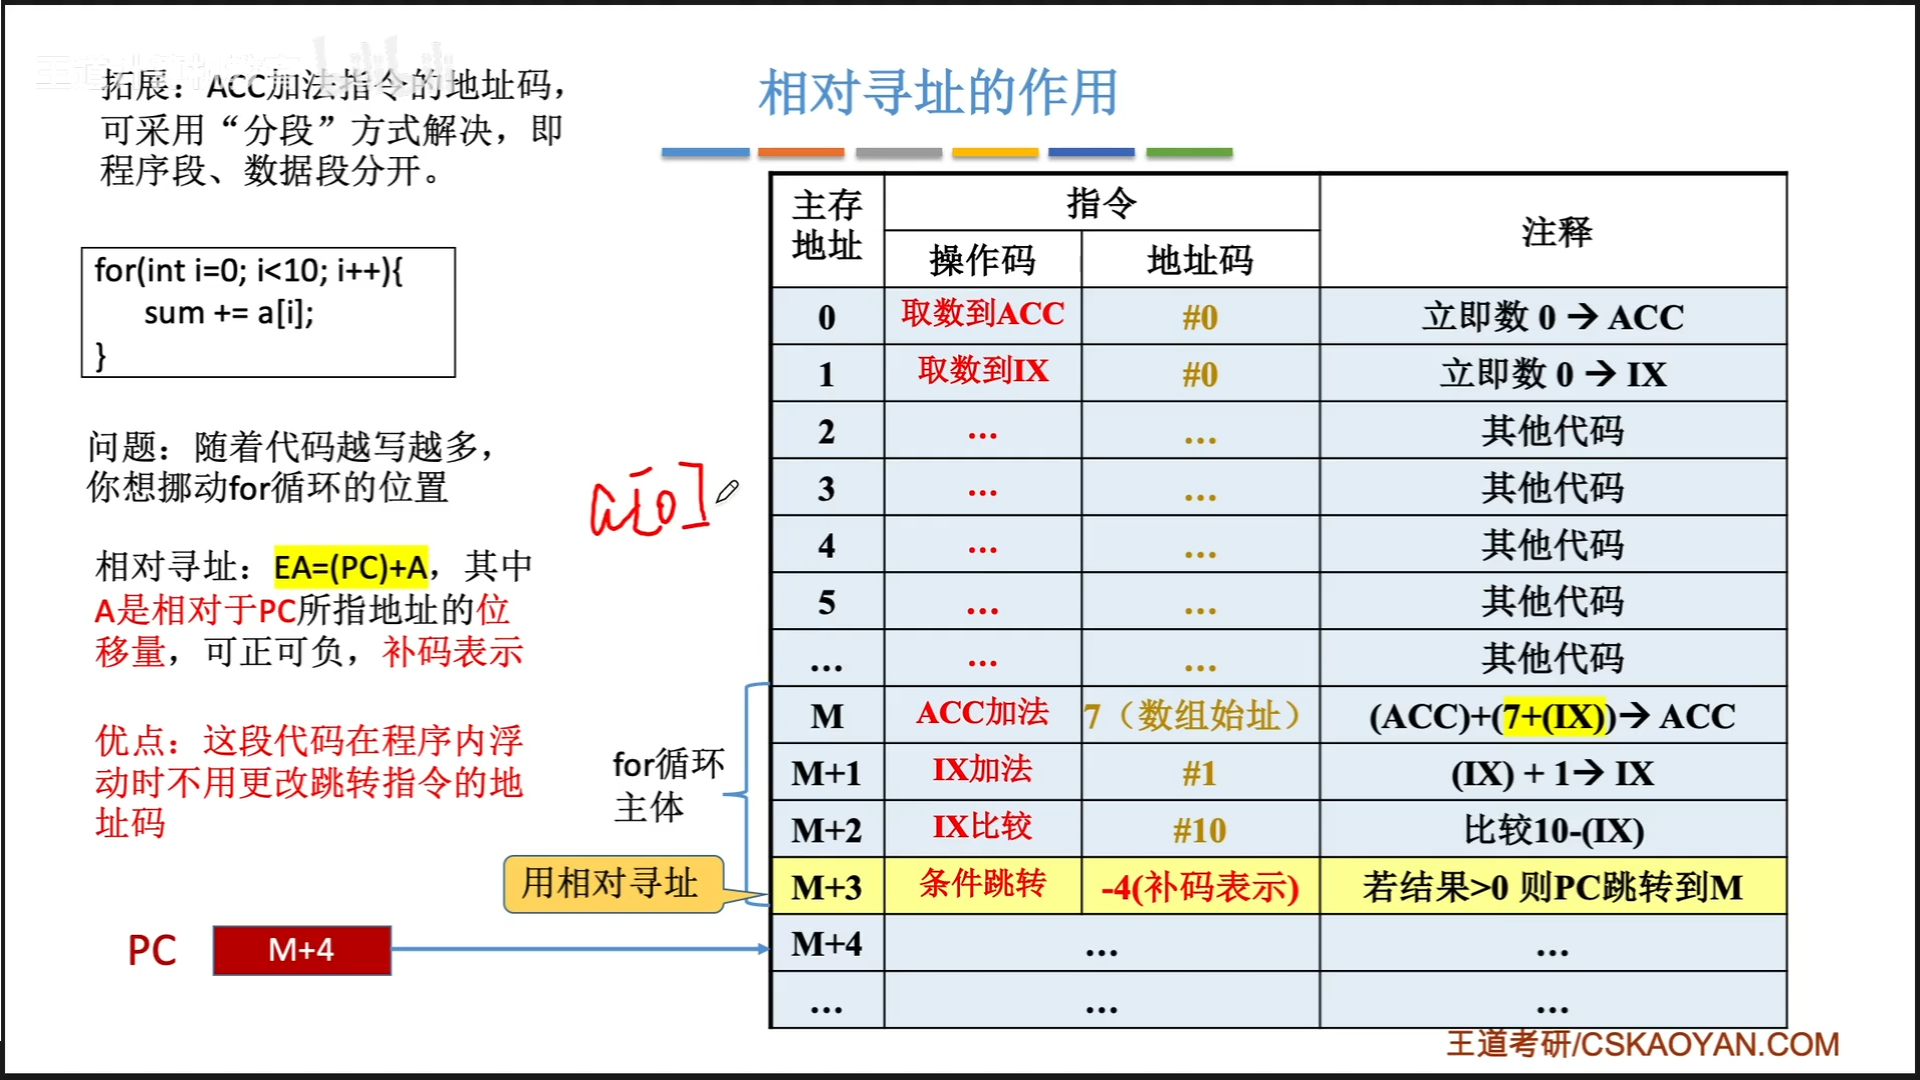 拓展：ACC加法指令的地址码，
可采用“分段”方式解决，即
程序段、数据段分开。
相对寻址的作用
for(int i=0; i<10; i++){
sum += a[i];
}
问题：随着代码越写越多，
你想挪动for循环的位置
相对寻址：EA=(PC)+A，其中
A是相对于PC所指地址的位
移量，可正可负，补码表示
优点：这段代码在程序内浮
动时不用更改跳转指令的地
址码
a[0]
for循环
主体
用相对寻址
PC M+4
主存地址 指令 注释
操作码 地址码
0 取数到ACC #0 立即数 0 → ACC
1 取数到IX #0 立即数 0 → IX
2 … … 其他代码
3 … … 其他代码
4 … … 其他代码
5 … … 其他代码
… … … 其他代码
M ACC加法 7（数组始址） (ACC)+(7+(IX))→ ACC
M+1 IX加法 #1 (IX) + 1→ IX
M+2 IX比较 #10 比较10-(IX)
M+3 条件跳转 -4(补码表示) 若结果>0 则PC跳转到M
M+4 … …
… … …
王道考研/CSKAOYAN.COM